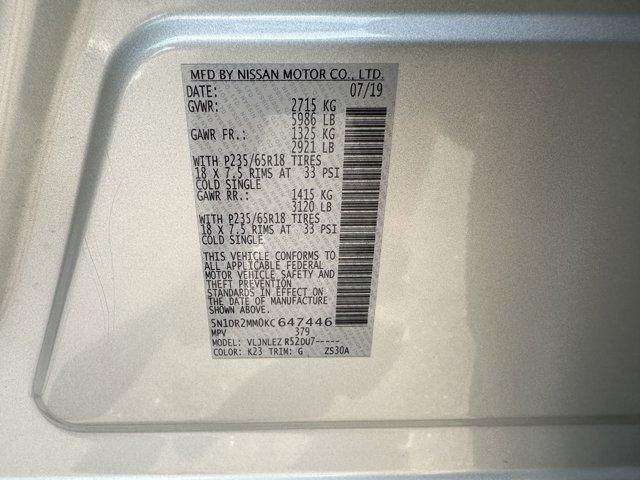 MFD BY NISSAN MOTOR CO., LTD.
DATE: 07/19
GVWR: 2715 KG
5986 LB
GAWR FR.: 1325 KG
2921 LB
WITH P235/65R18 TIRES
18 X 7.5 RIMS AT 33 PSI
COLD SINGLE
GAWR RR.: 1415 KG
3120 LB
WITH P235/65R18 TIRES
18 X 7.5 RIMS AT 33 PSI
COLD SINGLE
THIS VEHICLE CONFORMS TO
ALL APPLICABLE FEDERAL
MOTOR VEHICLE SAFETY AND
THEFT PREVENTION
STANDARDS IN EFFECT ON
THE DATE OF MANUFACTURE
SHOWN ABOVE.
5N1DR2MM0KC647446
MPV 379
MODEL: VLJNLEZ R52DU7-----
COLOR: K23 TRIM: G ZS30A